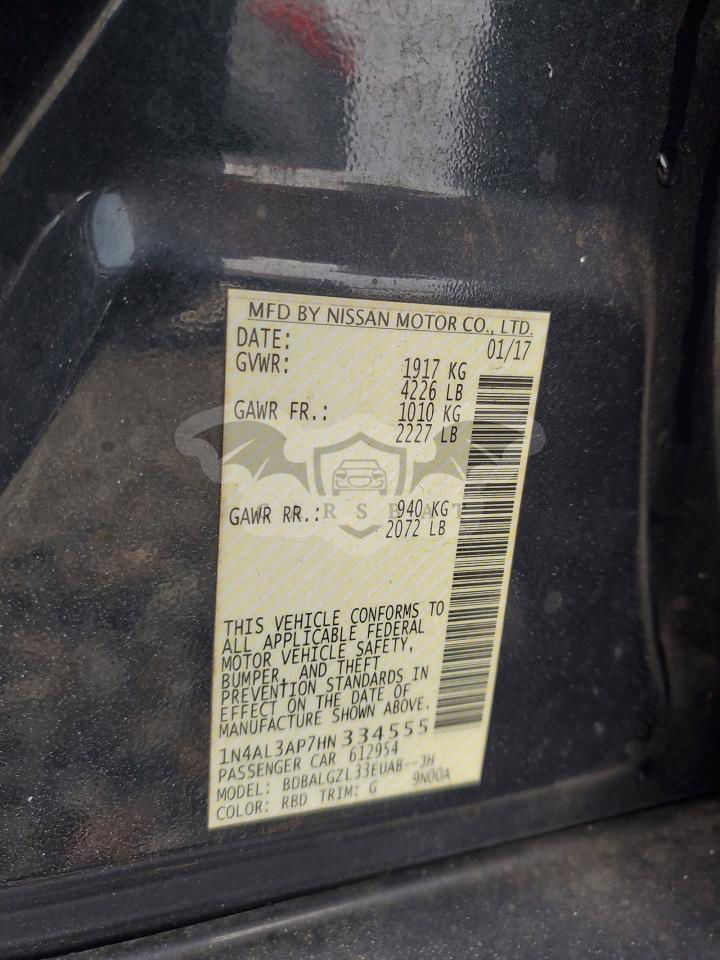 MFD BY NISSAN MOTOR CO., LTD.
DATE: 01/17
GVWR: 1917 KG
4226 LB
GAWR FR.: 1010 KG
2227 LB
GAWR RR.: 940 KG
2072 LB
THIS VEHICLE CONFORMS TO
ALL APPLICABLE FEDERAL
MOTOR VEHICLE SAFETY,
BUMPER, AND THEFT
PREVENTION STANDARDS IN
EFFECT ON THE DATE OF
MANUFACTURE SHOWN ABOVE.
1N4AL3AP7HN334555
PASSENGER CAR 612954
MODEL: BDBALGZL33EUAB--JH
COLOR: RBD TRIM: G 9N00A